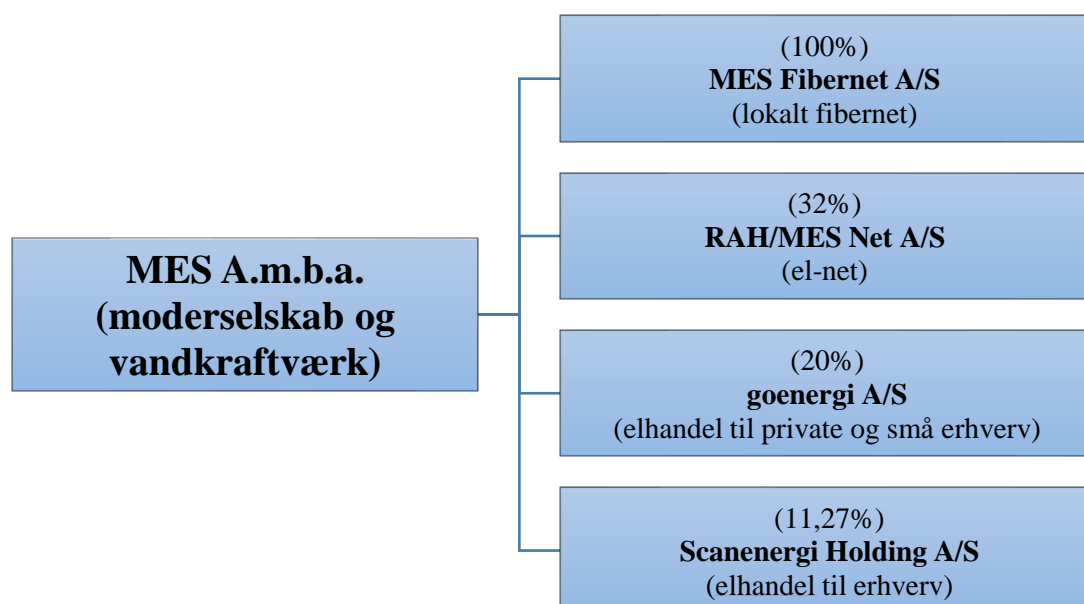 MES A.m.b.a.
(moderselskab og
vandkraftværk)
(100%)
MES Fibernet A/S
(lokalt fibernet)
(32%)
RAH/MES Net A/S
(el-net)
(20%)
goenergi A/S
(elhandel til private og små erhverv)
(11,27%)
Scanenergi Holding A/S
(elhandel til erhverv)